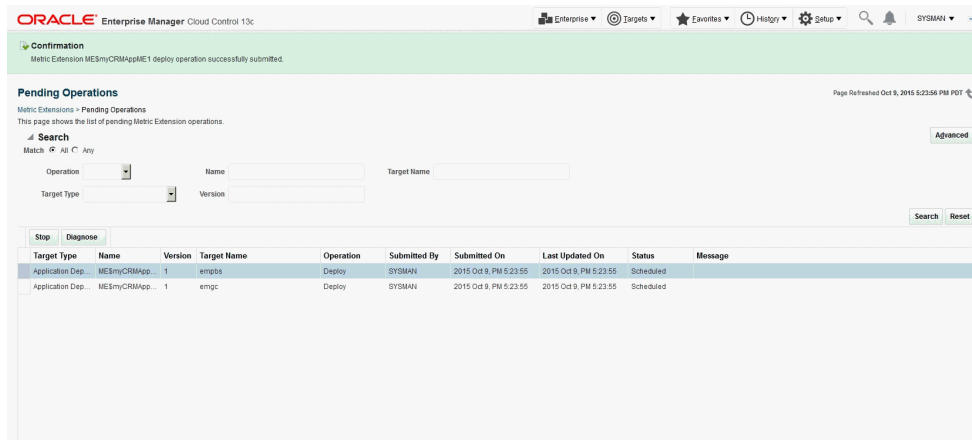 ORACLE Enterprise Manager Cloud Control 13c Enterprise Targets Favorites History Setup SYSMAN
Confirmation
Metric Extension ME$myCRMAppME1 deploy operation successfully submitted.
Pending Operations Page Refreshed Oct 9, 2015 5:23:56 PM PDT
Metric Extensions > Pending Operations
This page shows the list of pending Metric Extension operations.
Search
Advanced
Match All Any
Operation Name Target Name
Target Type Version
Search Reset
Stop Diagnose
Target Type Name Version Target Name Operation Submitted By Submitted On Last Updated On Status Message
Application Dep... ME$myCRMApp... 1 empbs Deploy SYSMAN 2015 Oct 9, PM 5:23:55 2015 Oct 9, PM 5:23:55 Scheduled
Application Dep... ME$myCRMApp... 1 emgc Deploy SYSMAN 2015 Oct 9, PM 5:23:55 2015 Oct 9, PM 5:23:55 Scheduled